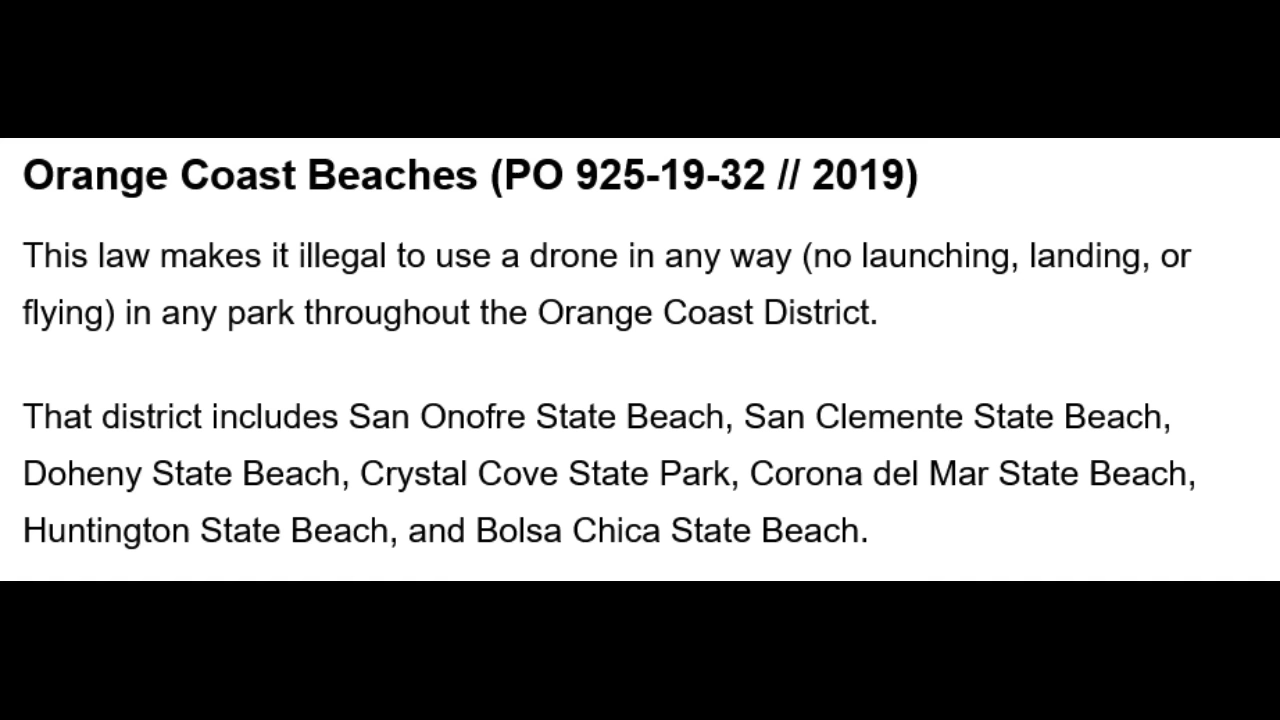 Orange Coast Beaches (PO 925-19-32 // 2019)
This law makes it illegal to use a drone in any way (no launching, landing, or
flying) in any park throughout the Orange Coast District.
That district includes San Onofre State Beach, San Clemente State Beach,
Doheny State Beach, Crystal Cove State Park, Corona del Mar State Beach,
Huntington State Beach, and Bolsa Chica State Beach.